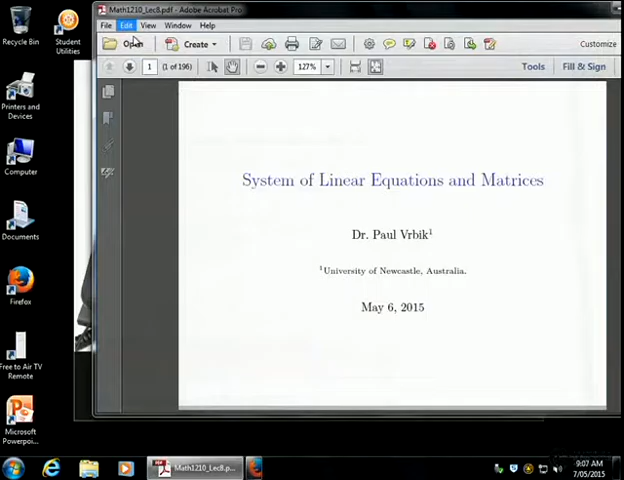 Recycle Bin
Student
Utilities
Printers and
Devices
Computer
Documents
Firefox
Free to Air TV
Remote
Microsoft
Powerpoi...
Math1210_Lec8.pdf - Adobe Acrobat Pro
File Edit View Window Help
Open Create Customize
1 (1 of 196) 127% Tools Fill & Sign
System of Linear Equations and Matrices
Dr. Paul Vrbik¹
¹University of Newcastle, Australia.
May 6, 2015
Math1210_Lec8.p...
9:07 AM
7/05/2015